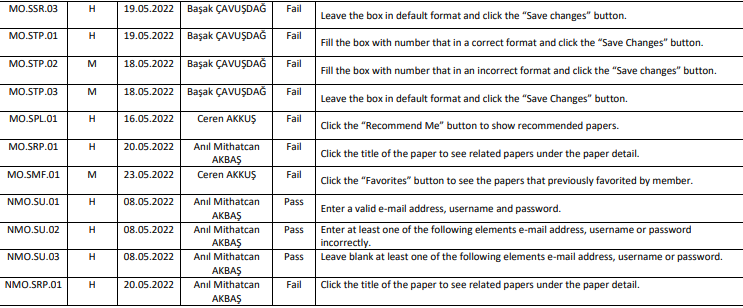 MO.SSR.03 H 19.05.2022 Başak ÇAVUŞDAĞ Fail Leave the box in default format and click the “Save changes” button.
MO.STP.01 H 19.05.2022 Başak ÇAVUŞDAĞ Fail Fill the box with number that in a correct format and click the “Save Changes” button.
MO.STP.02 M 18.05.2022 Başak ÇAVUŞDAĞ Fail Fill the box with number that in an incorrect format and click the “Save changes” button.
MO.STP.03 M 18.05.2022 Başak ÇAVUŞDAĞ Fail Leave the box in default format and click the “Save Changes” button.
MO.SPL.01 H 16.05.2022 Ceren AKKUŞ Fail Click the “Recommend Me” button to show recommended papers.
MO.SRP.01 H 20.05.2022 Anıl Mithatcan Fail Click the title of the paper to see related papers under the paper detail.
AKBAŞ
MO.SMF.01 M 23.05.2022 Ceren AKKUŞ Fail Click the “Favorites” button to see the papers that previously favorited by member.
NMO.SU.01 H 08.05.2022 Anıl Mithatcan Pass Enter a valid e-mail address, username and password.
AKBAŞ
NMO.SU.02 H 08.05.2022 Anıl Mithatcan Pass Enter at least one of the following elements e-mail address, username or password
AKBAŞ incorrectly.
NMO.SU.03 H 08.05.2022 Anıl Mithatcan Pass Leave blank at least one of the following elements e-mail address, username or password.
AKBAŞ
NMO.SRP.01 H 20.05.2022 Anıl Mithatcan Fail Click the title of the paper to see related papers under the paper detail.
AKBAŞ